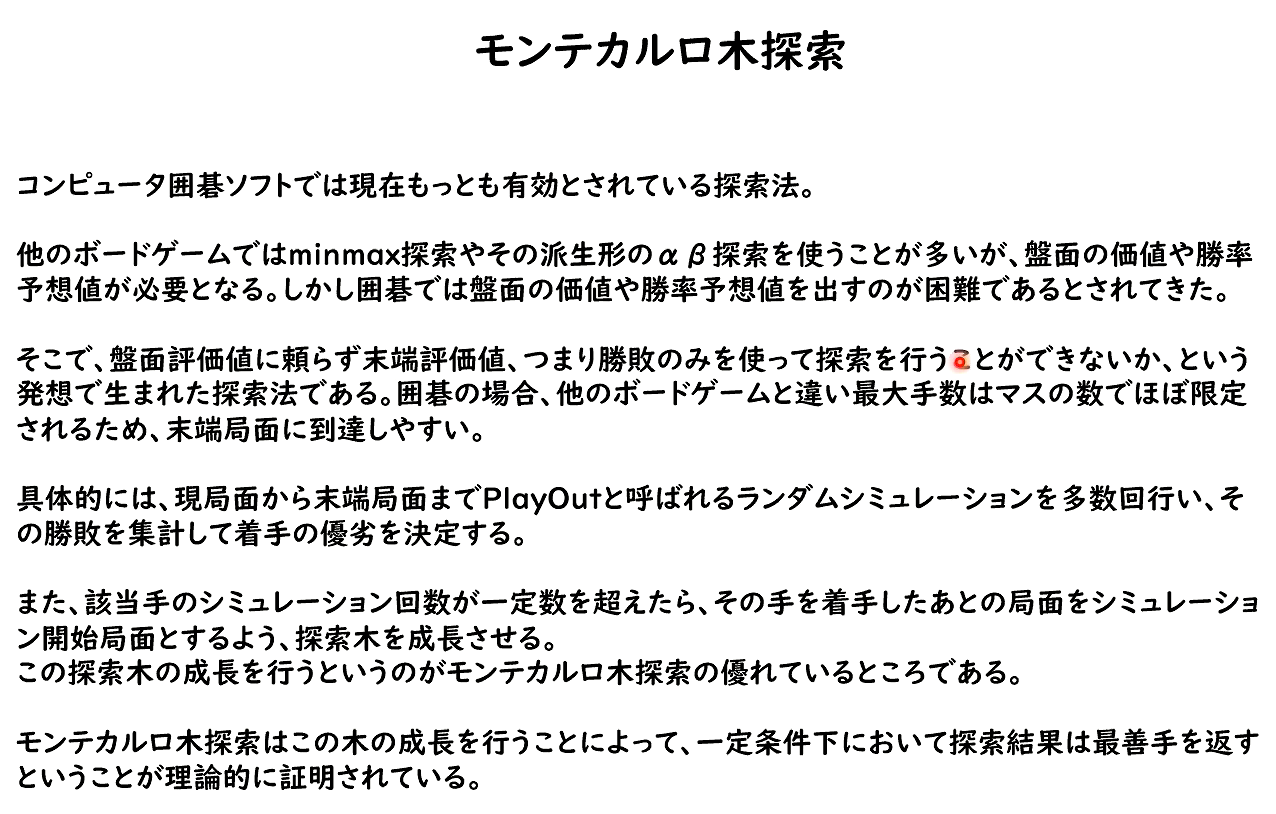 モンテカルロ木探索
コンピュータ囲碁ソフトでは現在もっとも有効とされている探索法。
他のボードゲームではminmax探索やその派生形のαβ探索を使うことが多いが、盤面の価値や勝率
予想値が必要となる。しかし囲碁では盤面の価値や勝率予想値を出すのが困難であるとされてきた。
そこで、盤面評価値に頼らず末端評価値、つまり勝敗のみを使って探索を行うことができないか、という
発想で生まれた探索法である。囲碁の場合、他のボードゲームと違い最大手数はマスの数でほぼ限定
されるため、末端局面に到達しやすい。
具体的には、現局面から末端局面までPlayOutと呼ばれるランダムシミュレーションを多数回行い、そ
の勝敗を集計して着手の優劣を決定する。
また、該当手のシミュレーション回数が一定数を超えたら、その手を着手したあとの局面をシミュレーショ
ン開始局面とするよう、探索木を成長させる。
この探索木の成長を行うというのがモンテカルロ木探索の優れているところである。
モンテカルロ木探索はこの木の成長を行うことによって、一定条件下において探索結果は最善手を返す
ということが理論的に証明されている。